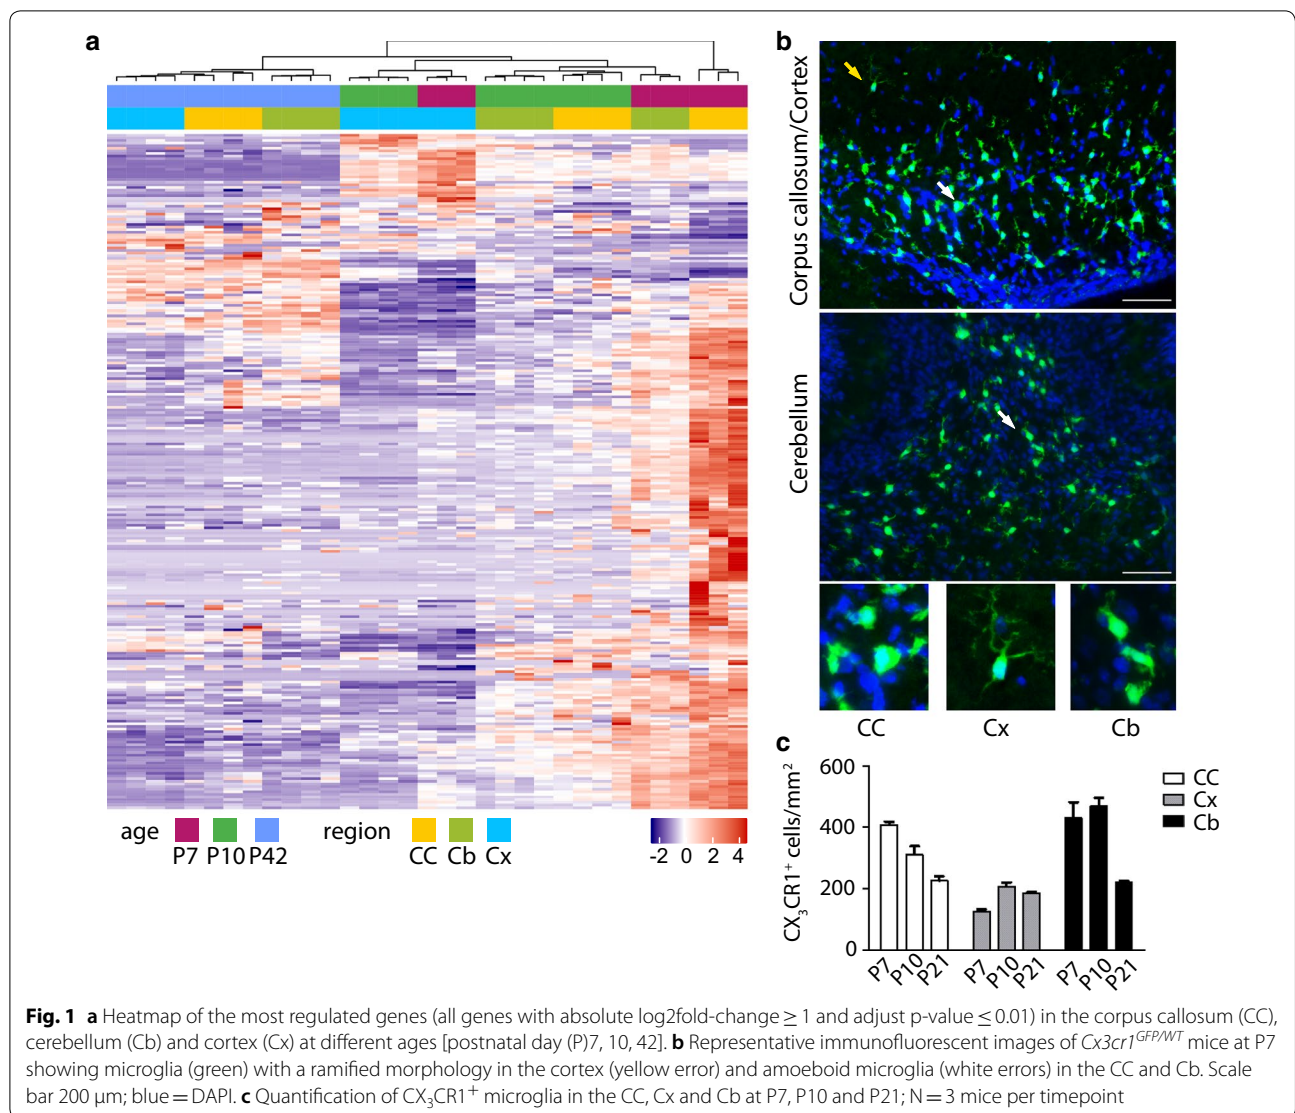 a
b
Corpus callosum/Cortex
Cerebellum
CC Cx Cb
age P7 P10 P42 region CC Cb Cx -2 0 2 4
c
CX3CR1+ cells/mm2
600
400
200
0
P7 P10 P21 P7 P10 P21 P7 P10 P21
CC
Cx
Cb
Fig. 1 a Heatmap of the most regulated genes (all genes with absolute log2fold-change ≥ 1 and adjust p-value ≤ 0.01) in the corpus callosum (CC),
cerebellum (Cb) and cortex (Cx) at different ages [postnatal day (P)7, 10, 42]. b Representative immunofluorescent images of Cx3cr1GFP/WT mice at P7
showing microglia (green) with a ramified morphology in the cortex (yellow error) and amoeboid microglia (white errors) in the CC and Cb. Scale
bar 200 μm; blue = DAPI. c Quantification of CX3CR1+ microglia in the CC, Cx and Cb at P7, P10 and P21; N = 3 mice per timepoint